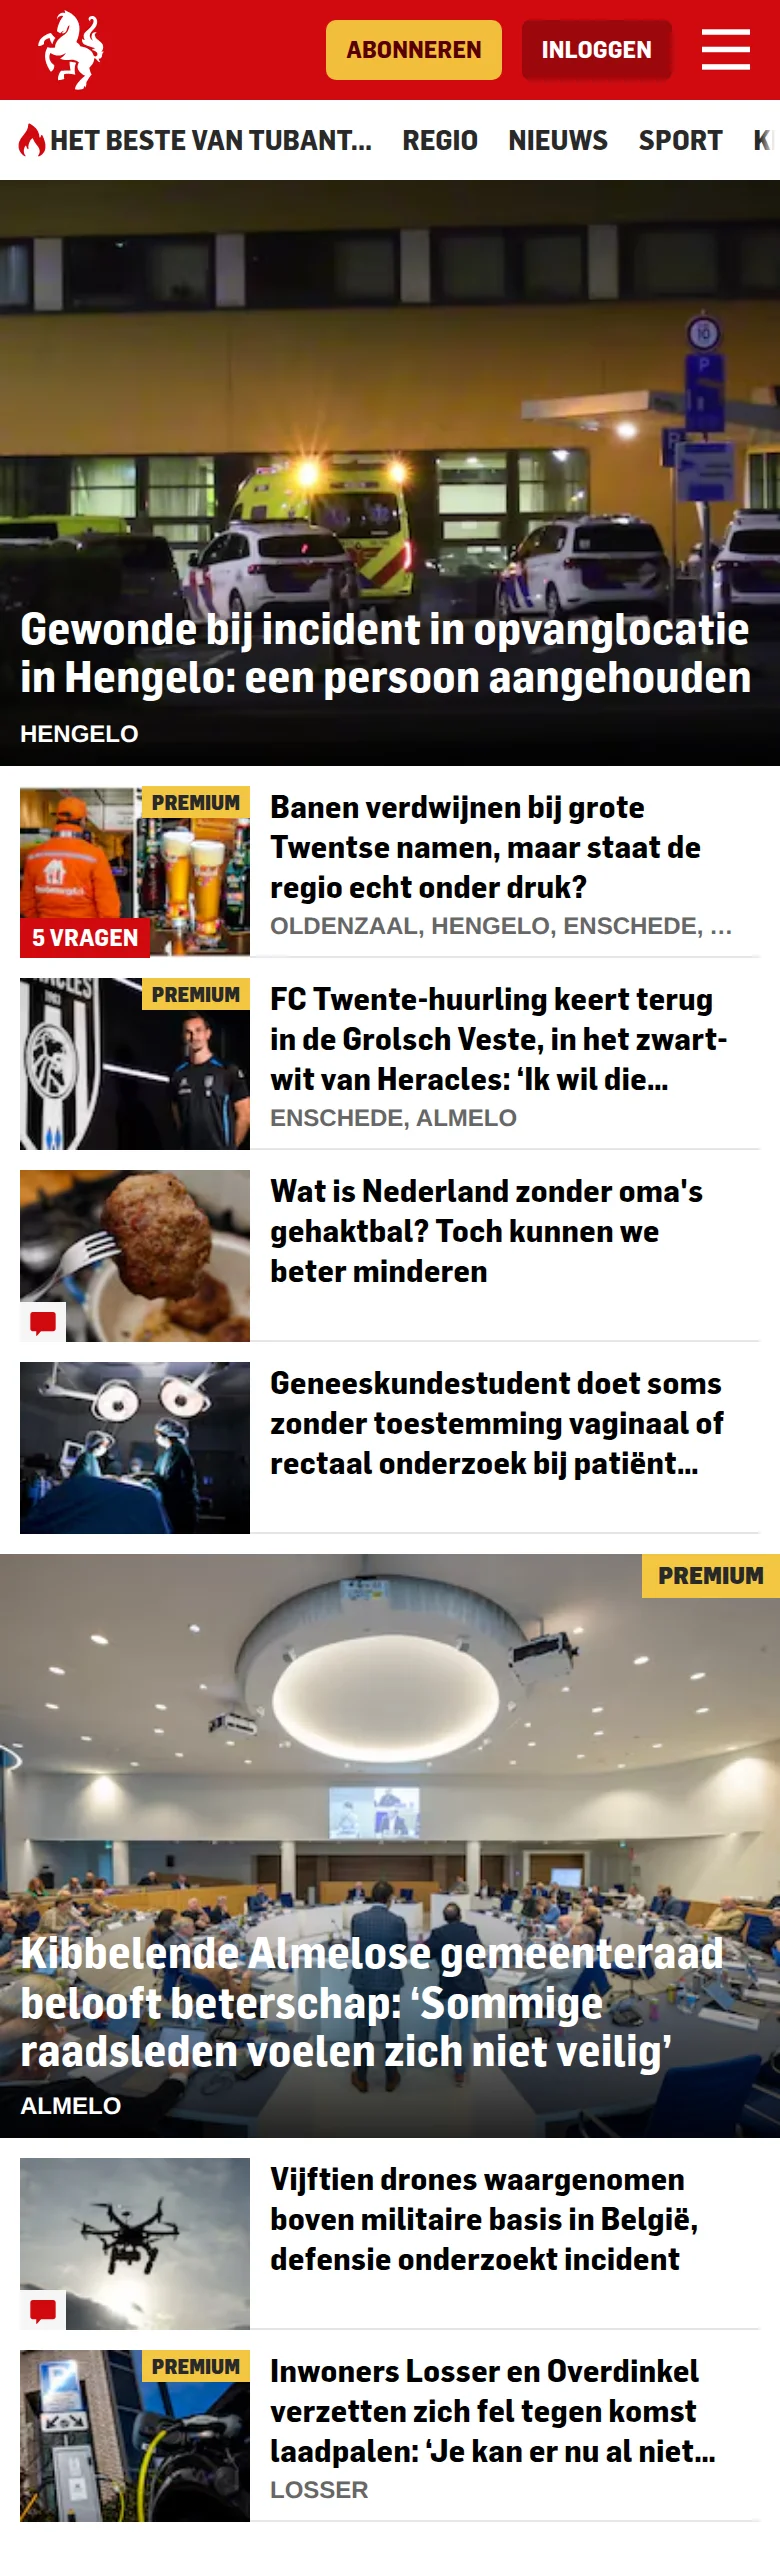 ABONNEREN
INLOGGEN
HET BESTE VAN TUBANT...
REGIO
NIEUWS
SPORT
10
P
Gewonde bij incident in opvanglocatie
in Hengelo: een persoon aangehouden
HENGELO
PREMIUM
5 VRAGEN
Banen verdwijnen bij grote
Twentse namen, maar staat de
regio echt onder druk?
OLDENZAAL, HENGELO, ENSCHEDE, ...
PREMIUM
FC Twente-huurling keert terug
in de Grolsch Veste, in het zwart-
wit van Heracles: ‘Ik wil die...
ENSCHEDE, ALMELO
Wat is Nederland zonder oma's
gehaktbal? Toch kunnen we
beter minderen
Geneeskundestudent doet soms
zonder toestemming vaginaal of
rectaal onderzoek bij patiënt...
PREMIUM
Kibbelende Almelose gemeenteraad
belooft beterschap: ‘Sommige
raadsleden voelen zich niet veilig’
ALMELO
Vijftien drones waargenomen
boven militaire basis in België,
defensie onderzoekt incident
PREMIUM
P
Inwoners Losser en Overdinkel
verzetten zich fel tegen komst
laadpalen: ‘Je kan er nu al niet...
LOSSER